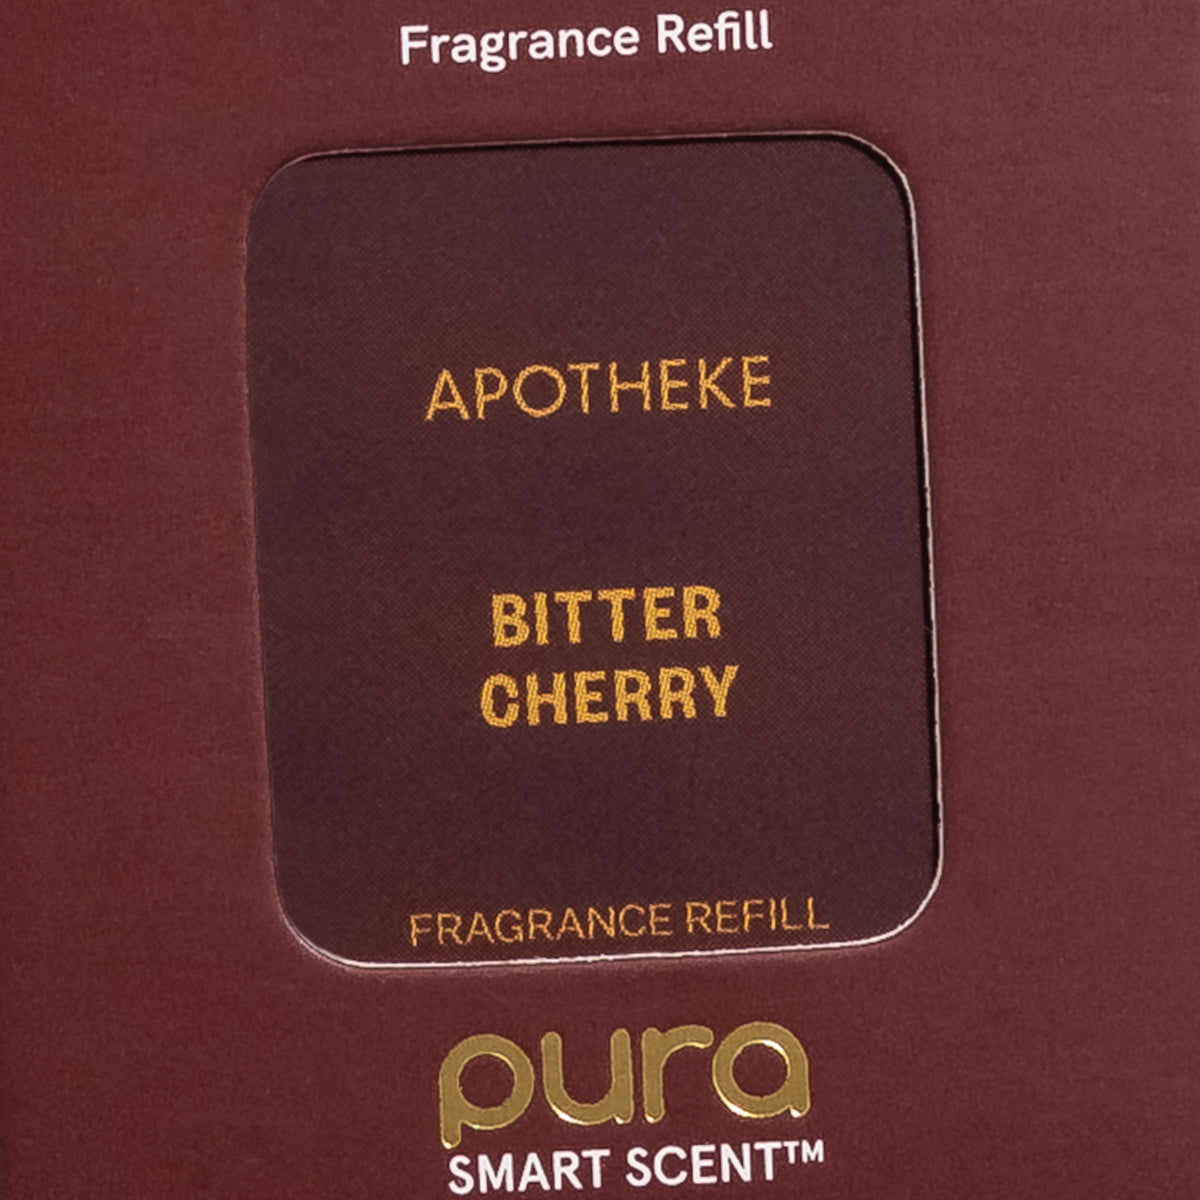 Fragrance Refill
APOTHEKE
BITTER
CHERRY
FRAGRANCE REFILL
pura
SMART SCENT™